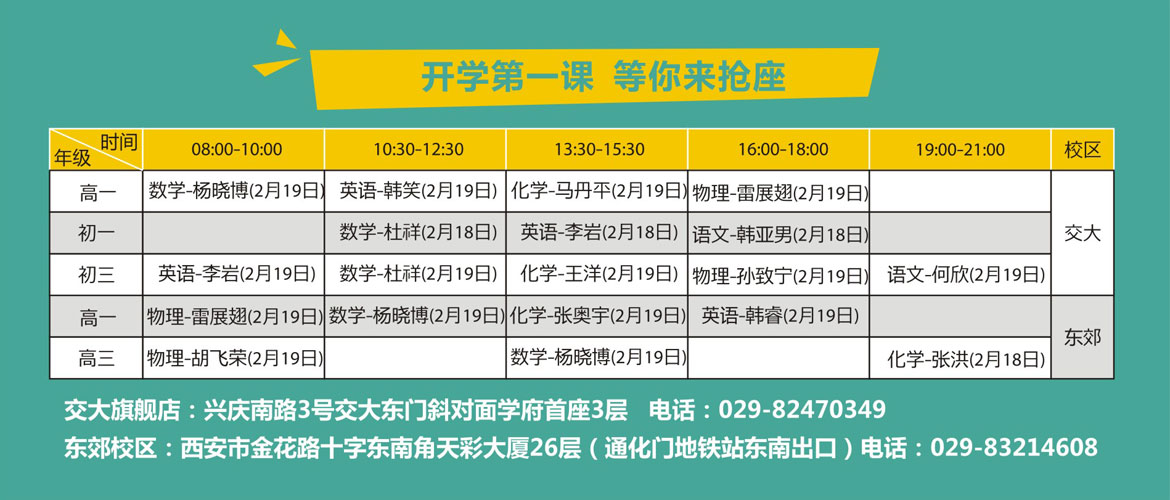 开学第一课 等你来抢座
时间 年级 08:00-10:00 10:30-12:30 13:30-15:30 16:00-18:00 19:00-21:00 校区
高一 数学-杨晓博(2月19日) 英语-韩笑(2月19日) 化学-马丹平(2月19日) 物理-雷展翅(2月19日)
初一 数学-杜祥(2月18日) 英语-李岩(2月18日) 语文-韩亚男(2月18日) 交大
初三 英语-李岩(2月19日) 数学-杜祥(2月19日) 化学-王洋(2月19日) 物理-孙致宁(2月19日) 语文-何欣(2月19日)
高一 物理-雷展翅(2月19日) 数学-杨晓博(2月19日) 化学-张奥宇(2月19日) 英语-韩睿(2月19日) 东郊
高三 物理-胡飞荣(2月19日) 数学-杨晓博(2月19日) 化学-张洪(2月18日)
交大旗舰店：兴庆南路3号交大东门斜对面学府首座3层 电话：029-82470349
东郊校区：西安市金花路十字东南角天彩大厦26层（通化门地铁站东南出口）电话：029-83214608